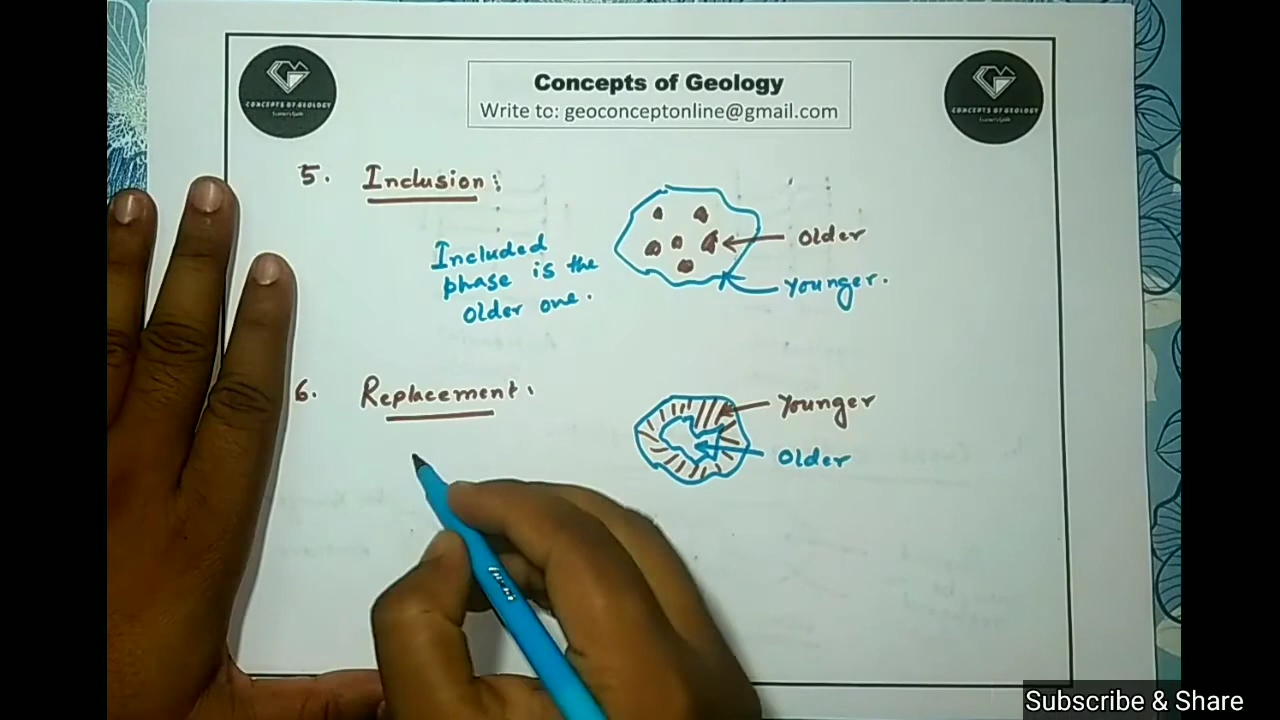 Concepts of Geology
Write to: geoconceptonline@gmail.com
CONCEPTS OF GEOLOGY
CONCEPTS OF GEOLOGY
5. Inclusion:
Included
phase is the
older one.
Older
Younger.
6. Replacement.
Younger
Older
Subscribe & Share